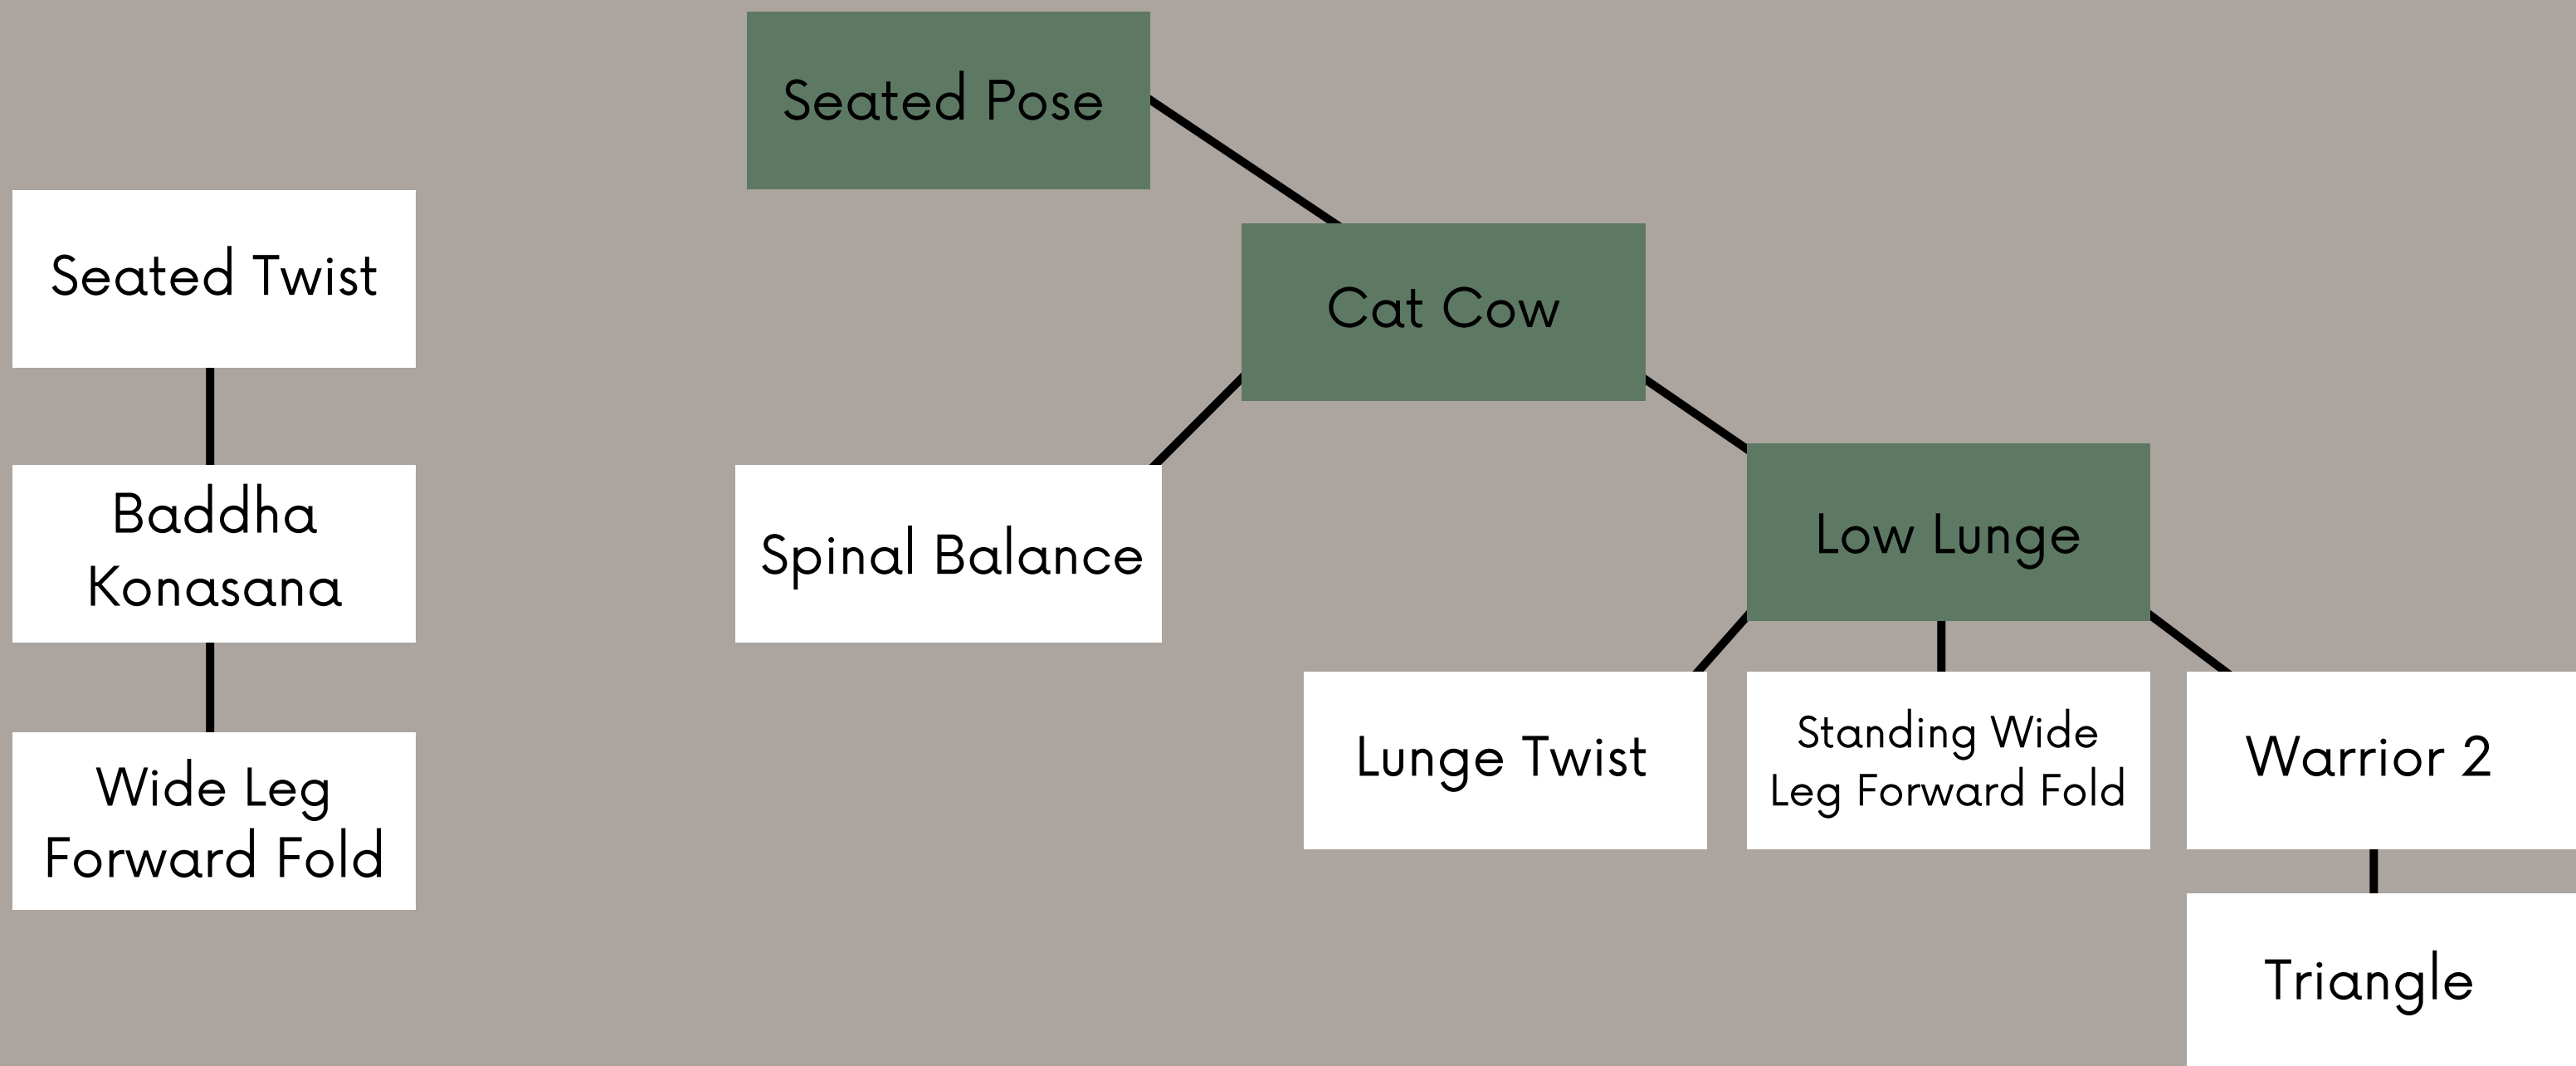 Seated Pose
Seated Twist
Cat Cow
Baddha
Konasana
Spinal Balance
Low Lunge
Wide Leg
Forward Fold
Lunge Twist
Standing Wide
Leg Forward Fold
Warrior 2
Triangle